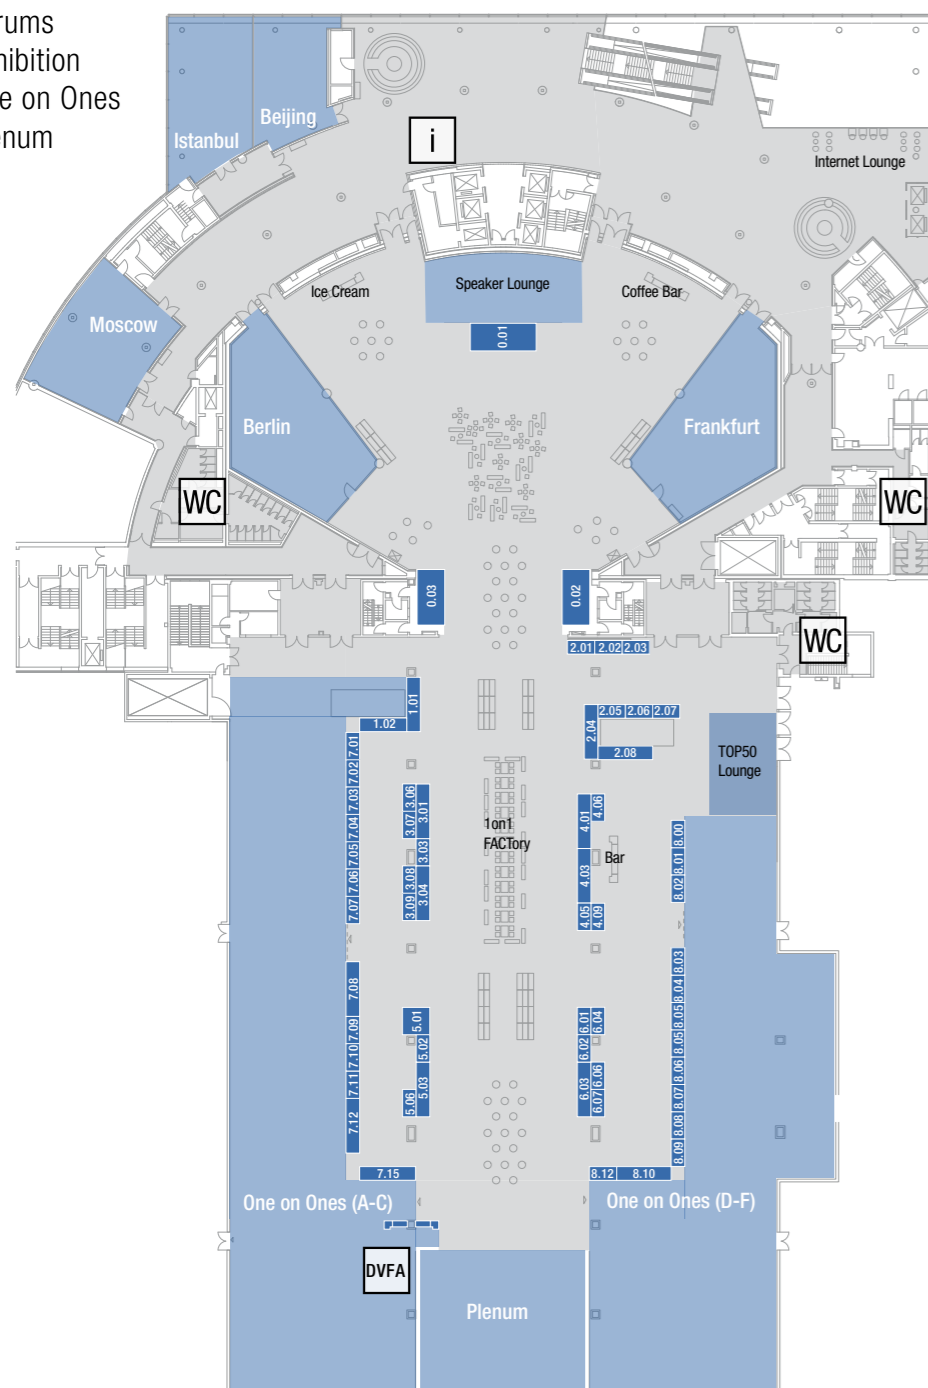 rums
hibition
e on Ones
enum
Beijing
Istanbul
i
Internet Lounge
Ice Cream
Speaker Lounge
Coffee Bar
0.01
Moscow
Berlin
Frankfurt
WC
WC
0.03
0.02
WC
2.01 2.02 2.03
1.01
1.02
2.04
2.05 2.06 2.07
2.08
TOP50
Lounge
7.01
7.02
7.03
7.04
7.05
7.06
7.07
3.06
3.07
3.01
3.03
3.08
3.09
3.04
1on1
FACTory
4.01
4.06
4.03
4.05
4.09
Bar
8.00
8.01
8.02
7.08
7.09
7.10
7.11
7.12
5.01
5.02
5.03
5.06
6.01
6.04
6.02
6.03
6.06
6.07
8.03
8.04
8.05
8.05
8.06
8.07
8.08
8.09
7.15
8.12 8.10
One on Ones (A-C)
One on Ones (D-F)
DVFA
Plenum